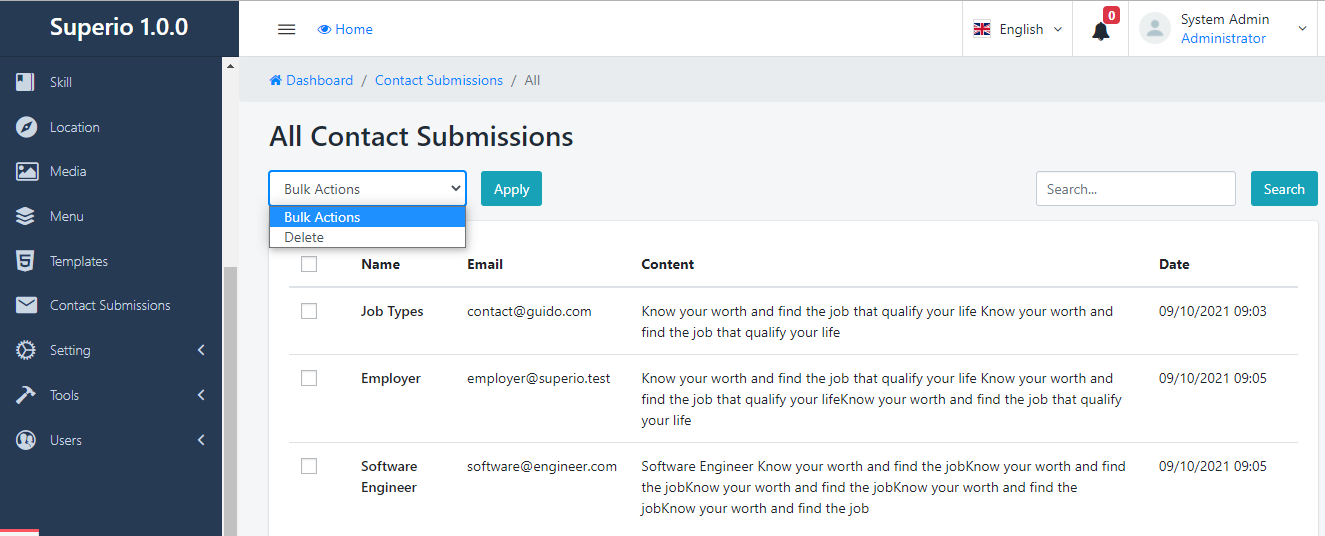 Superio 1.0.0
Home
English
0
System Admin
Administrator
Skill
Location
Media
Menu
Templates
Contact Submissions
Setting
Tools
Users
Dashboard / Contact Submissions / All
All Contact Submissions
Bulk Actions
Apply
Search...
Search
Bulk Actions
Delete
Name Email Content Date
Job Types contact@guido.com Know your worth and find the job that qualify your life Know your worth and 09/10/2021 09:03
find the job that qualify your life
Employer employer@superio.test Know your worth and find the job that qualify your life Know your worth and 09/10/2021 09:05
find the job that qualify your lifeKnow your worth and find the job that qualify
your life
Software software@engineer.com Software Engineer Know your worth and find the jobKnow your worth and find 09/10/2021 09:05
Engineer the jobKnow your worth and find the jobKnow your worth and find the
jobKnow your worth and find the job